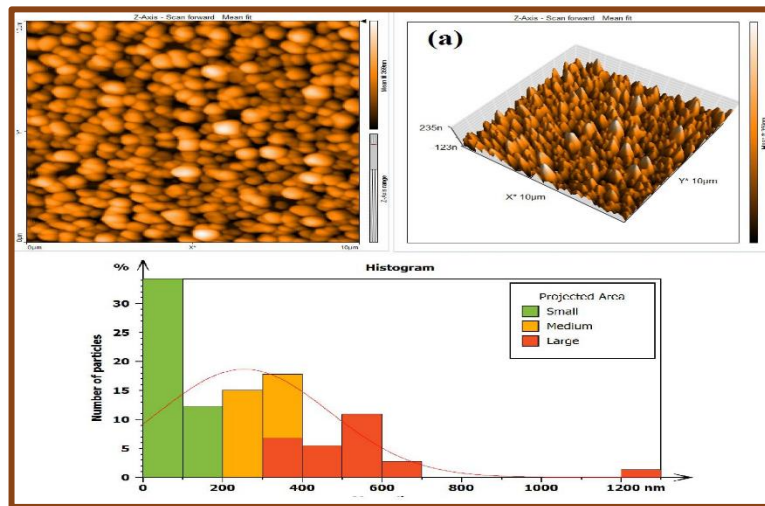 Z-Axis - Scan forward Mean fit
0µm
X*
10µm
Z-Axis range
Z-Axis - Scan forward Mean fit
(a)
235n
123n
X* 10µm
Y* 10µm
Histogram
%
Number of particles
30
25
20
15
10
5
0
Projected Area
Small
Medium
Large
0
200
400
600
800
1000
1200 nm